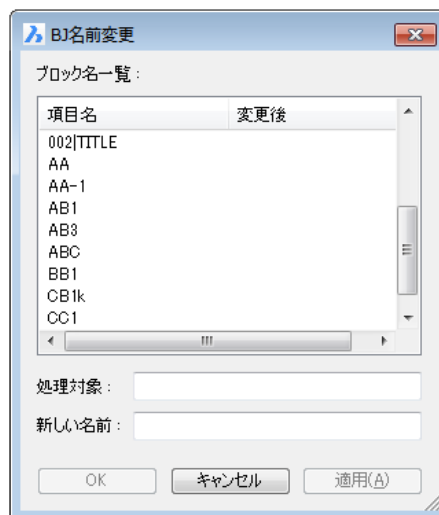 BJ名前変更
ブロック名一覧：
項目名 変更後
002|TITLE
AA
AA-1
AB1
AB3
ABC
BB1
CB1k
CC1
処理対象：
新しい名前：
OK キャンセル 適用(A)